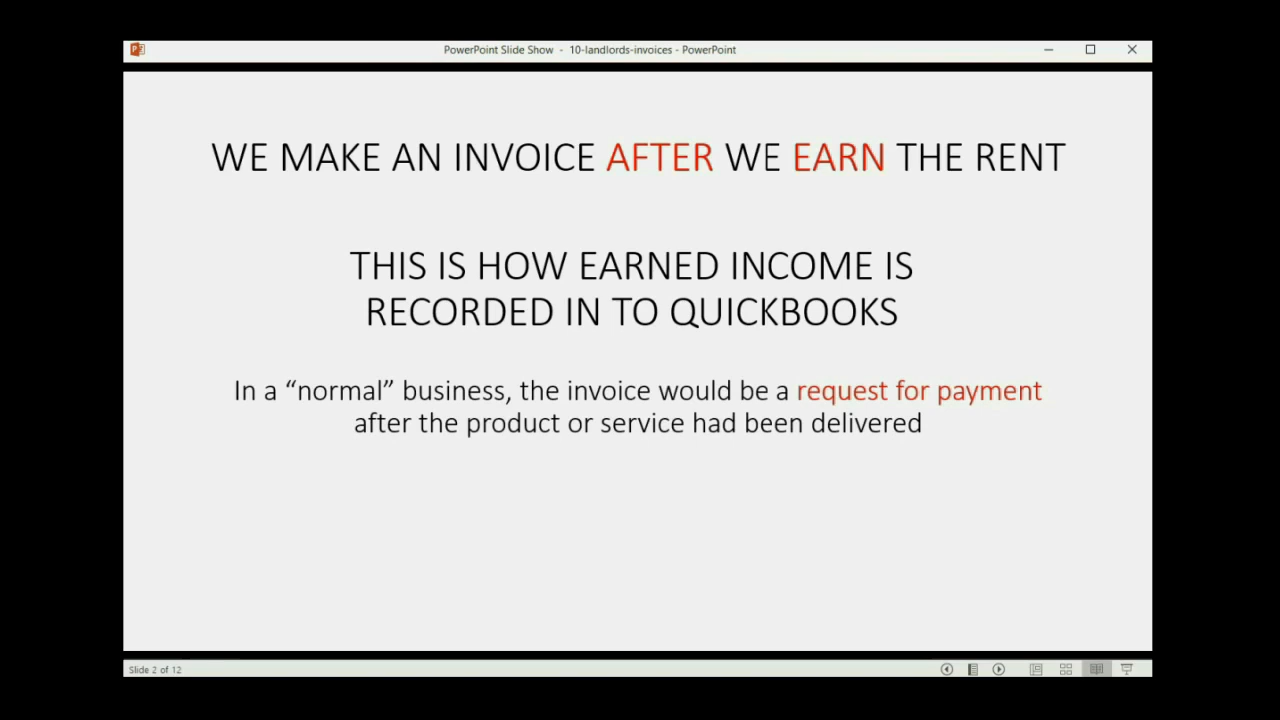 PowerPoint Slide Show - 10-landlords-invoices - PowerPoint
WE MAKE AN INVOICE AFTER WE EARN THE RENT
THIS IS HOW EARNED INCOME IS
RECORDED IN TO QUICKBOOKS
In a “normal” business, the invoice would be a request for payment
after the product or service had been delivered
Slide 2 of 12